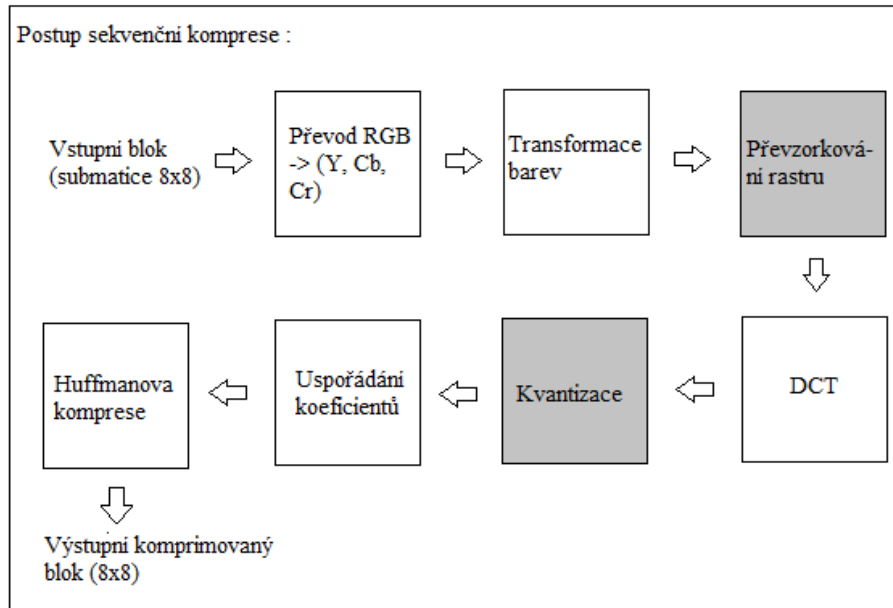 Postup sekvenční komprese :
Vstupní blok
(submatice 8x8)
Převod RGB
-> (Y, Cb,
Cr)
Transformace
barev
Převzorková-
ání rastru
DCT
Kvantizace
Uspořádání
koeficientů
Huffmanova
komprese
Výstupní komprimovaný
blok (8x8)